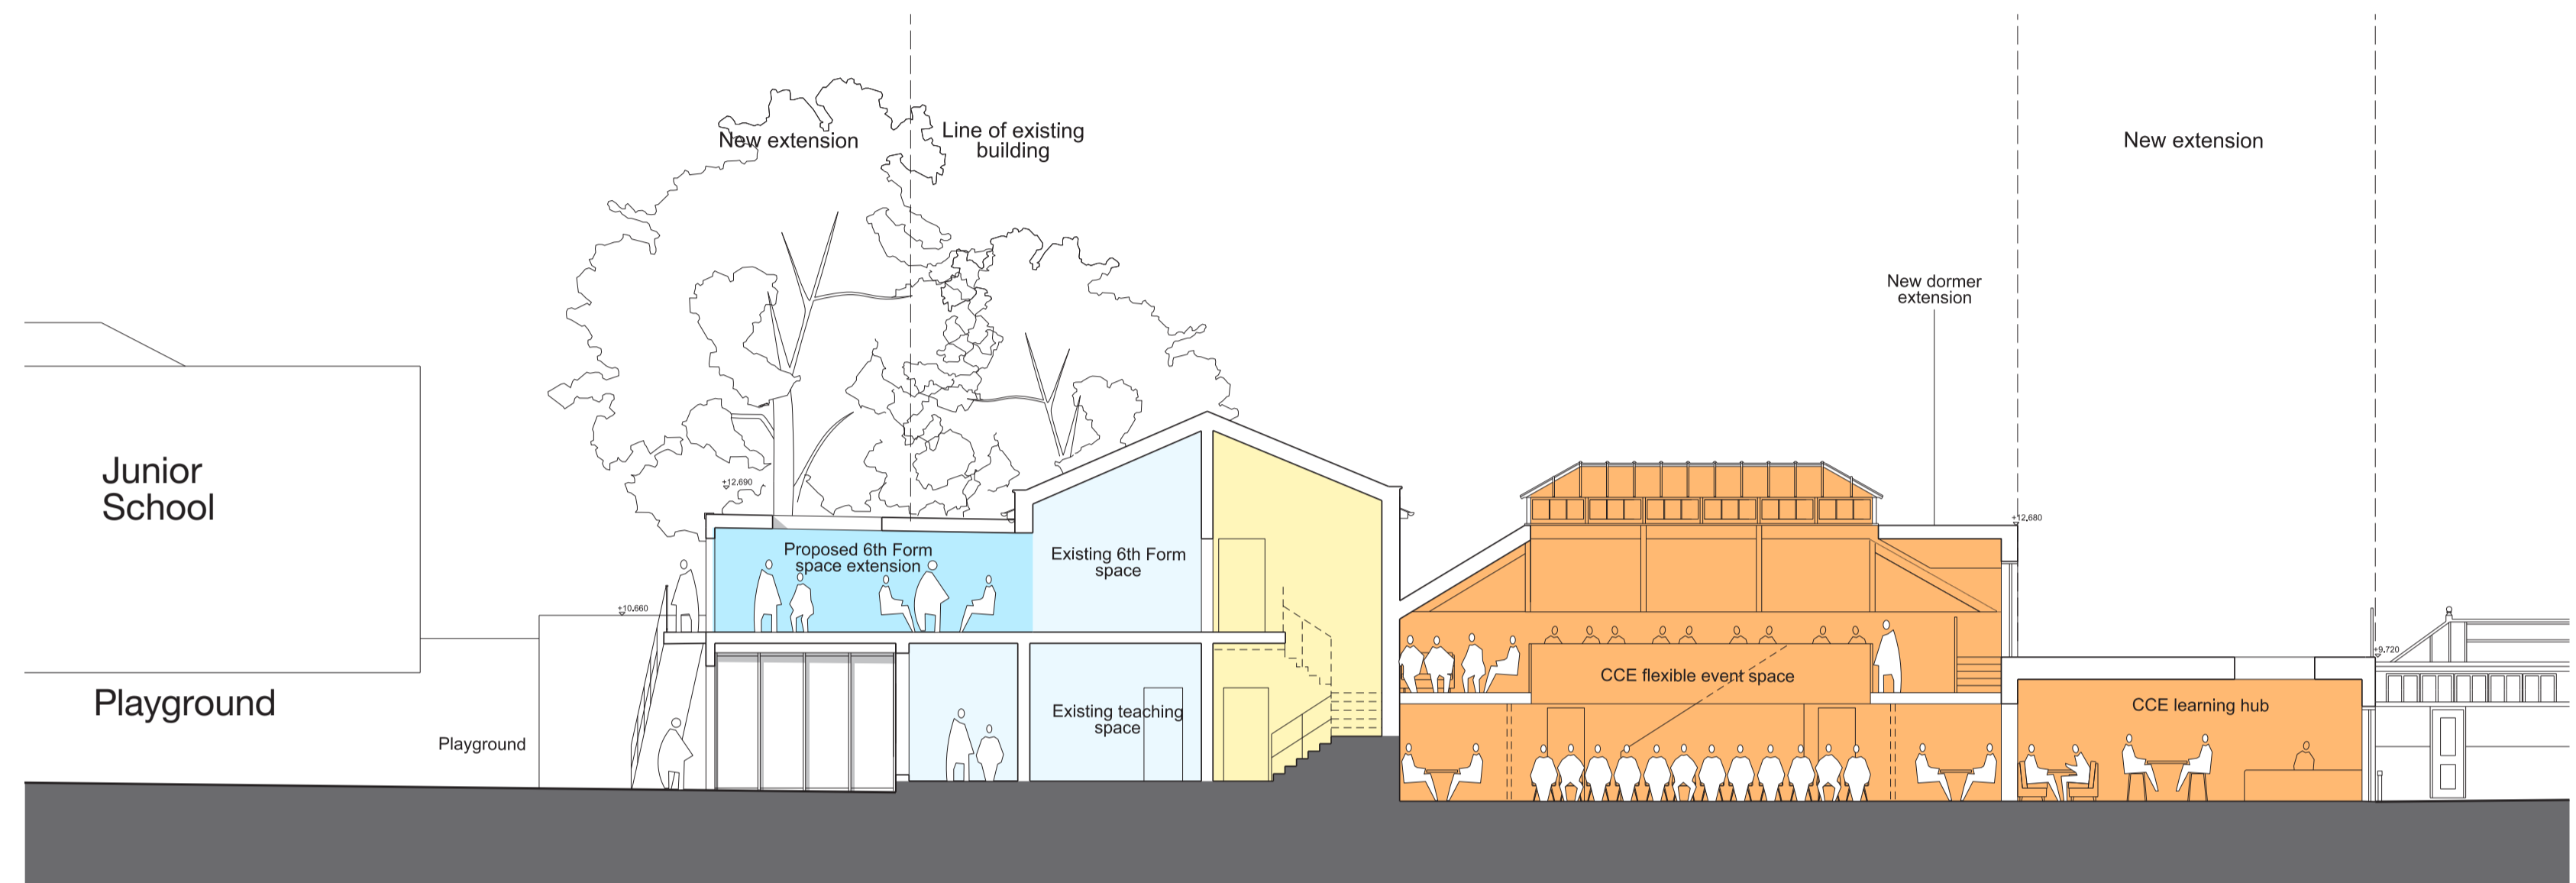 New extension
Line of existing
building
New extension
New dormer
extension
Junior
School
+12.690
+12.680
Proposed 6th Form
space extension
Existing 6th Form
space
+10.660
+9.720
CCE flexible event space
Playground
Existing teaching
space
CCE learning hub
Playground